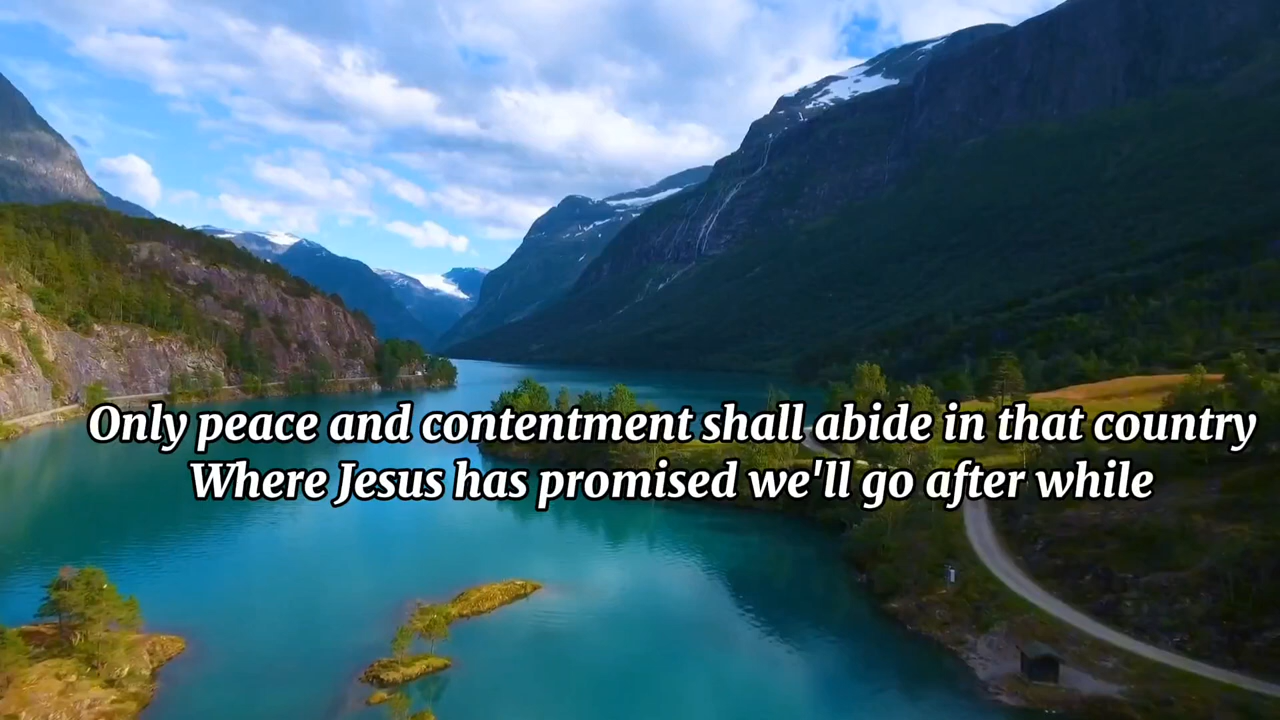 Only peace and contentment shall abide in that country
Where Jesus has promised we'll go after while